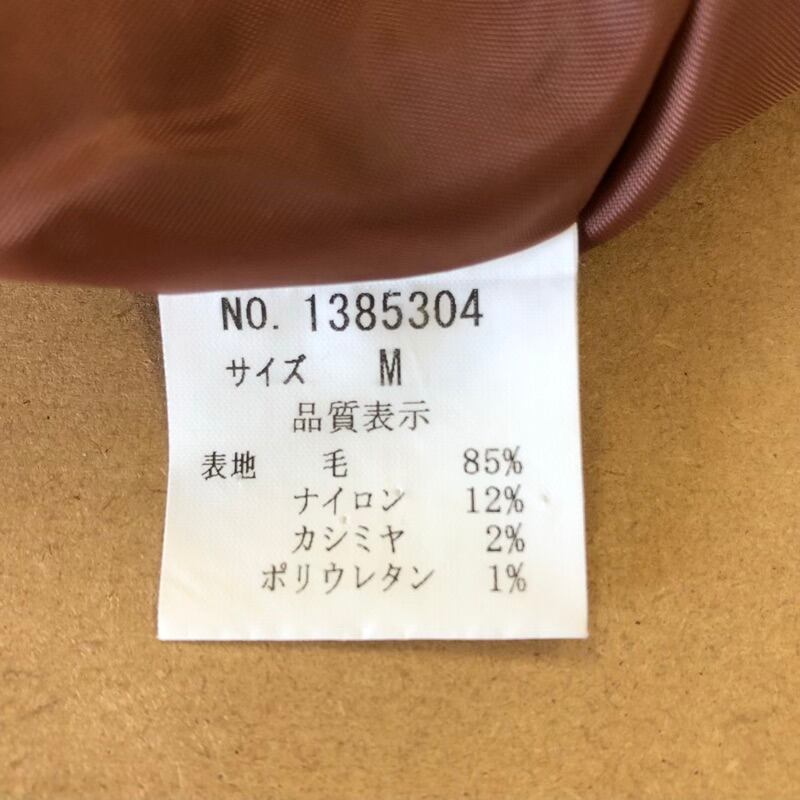 NO. 1385304
サイズ M
品質表示
表地 毛 85%
ナイロン 12%
カシミヤ 2%
ポリウレタン 1%